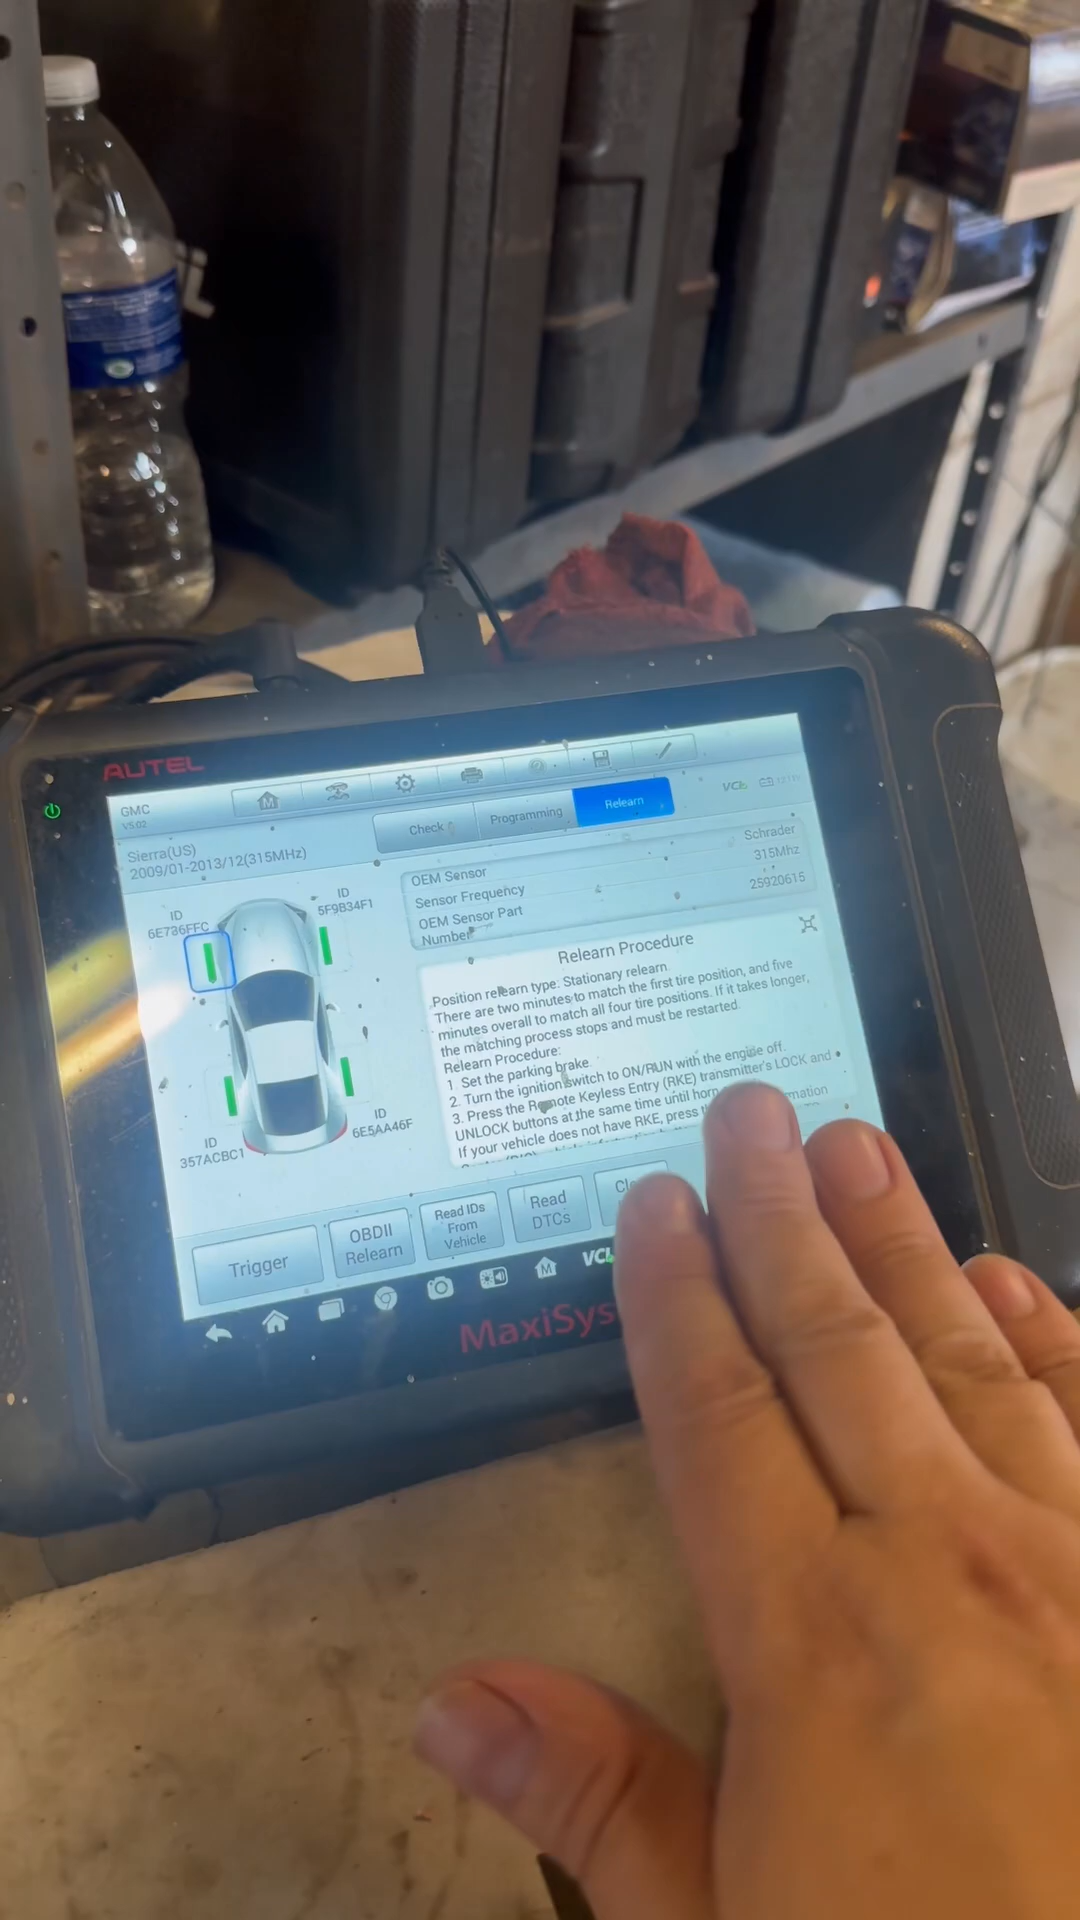 AUTEL
GMC
V5.02
Check
Programming
Relearn
VCI
Sierra(US)
2009/01-2013/12(315MHz)
OEM Sensor
Schrader
Sensor Frequency
315Mhz
OEM Sensor Part
Number
25920615
ID
6E786FFC
ID
5F9B34F1
ID
357ACBC1
ID
6E5AA46F
Relearn Procedure
Position relearn type: Stationary relearn
There are two minutes to match the first tire position, and five
minutes overall to match all four tire positions. If it takes longer,
the matching process stops and must be restarted.
Relearn Procedure:
1. Set the parking brake.
2. Turn the ignition switch to ON/RUN with the engine off.
3. Press the Remote Keyless Entry (RKE) transmitter's LOCK and
UNLOCK buttons at the same time until horn
If your vehicle does not have RKE, press
Trigger
OBDII
Relearn
Read IDs
From
Vehicle
Read
DTCs
M
VCI
MaxiSys